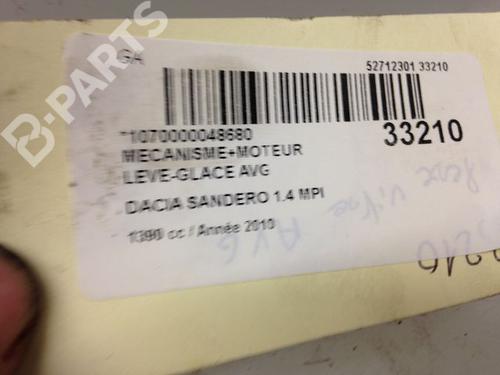 B-PARTS
GA
52712301 33210
*1070000048680
33210
MECANISME+MOTEUR
LEVE-GLACE AVG
DACIA SANDERO 1.4 MPI
1390 cc / Année 2010
AVG